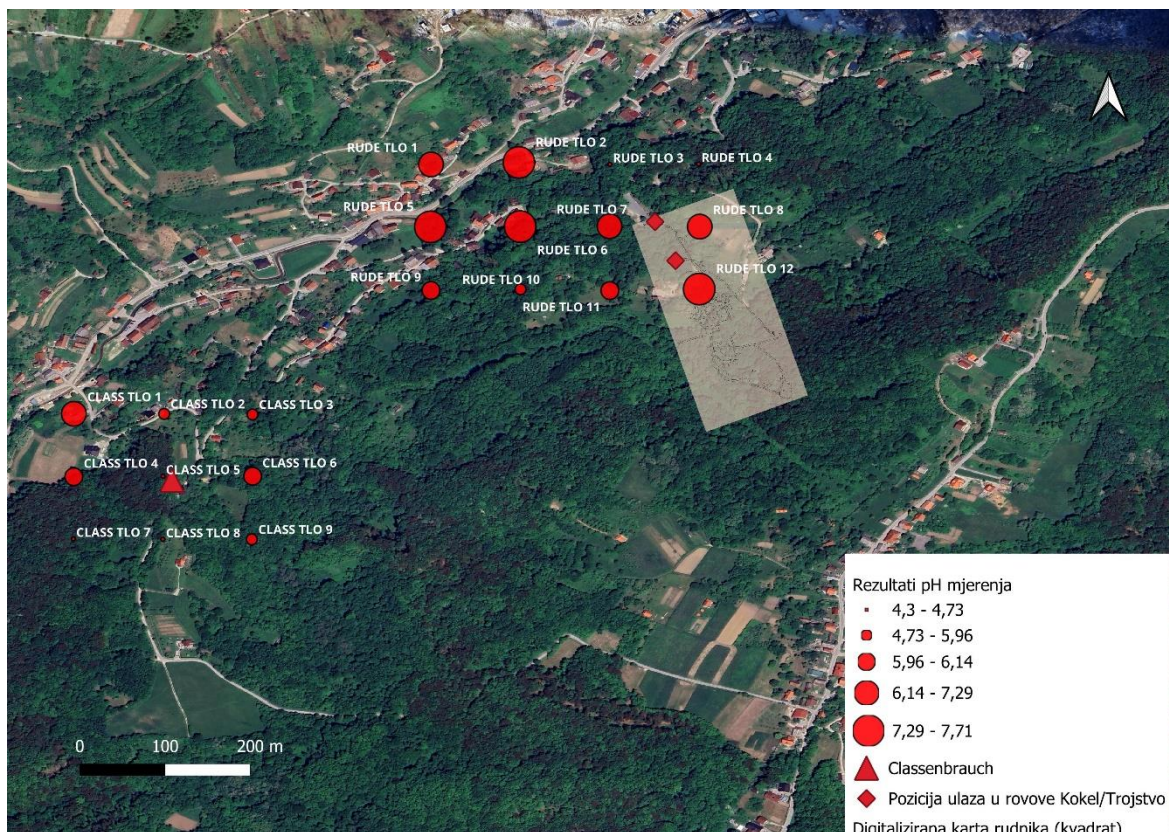 RUDE TLO 1
RUDE TLO 2
RUDE TLO 3
RUDE TLO 4
RUDE TLO 5
RUDE TLO 6
RUDE TLO 7
RUDE TLO 8
RUDE TLO 9
RUDE TLO 10
RUDE TLO 11
RUDE TLO 12
CLASS TLO 1
CLASS TLO 2
CLASS TLO 3
CLASS TLO 4
CLASS TLO 5
CLASS TLO 6
CLASS TLO 7
CLASS TLO 8
CLASS TLO 9
0 100 200 m
Rezultati pH mjerenja
4,3 - 4,73
4,73 - 5,96
5,96 - 6,14
6,14 - 7,29
7,29 - 7,71
Classenbrauch
Pozicija ulaza u rovove Kokel/Trojstvo
Digitalizirana karta rudnika (kvadrat)